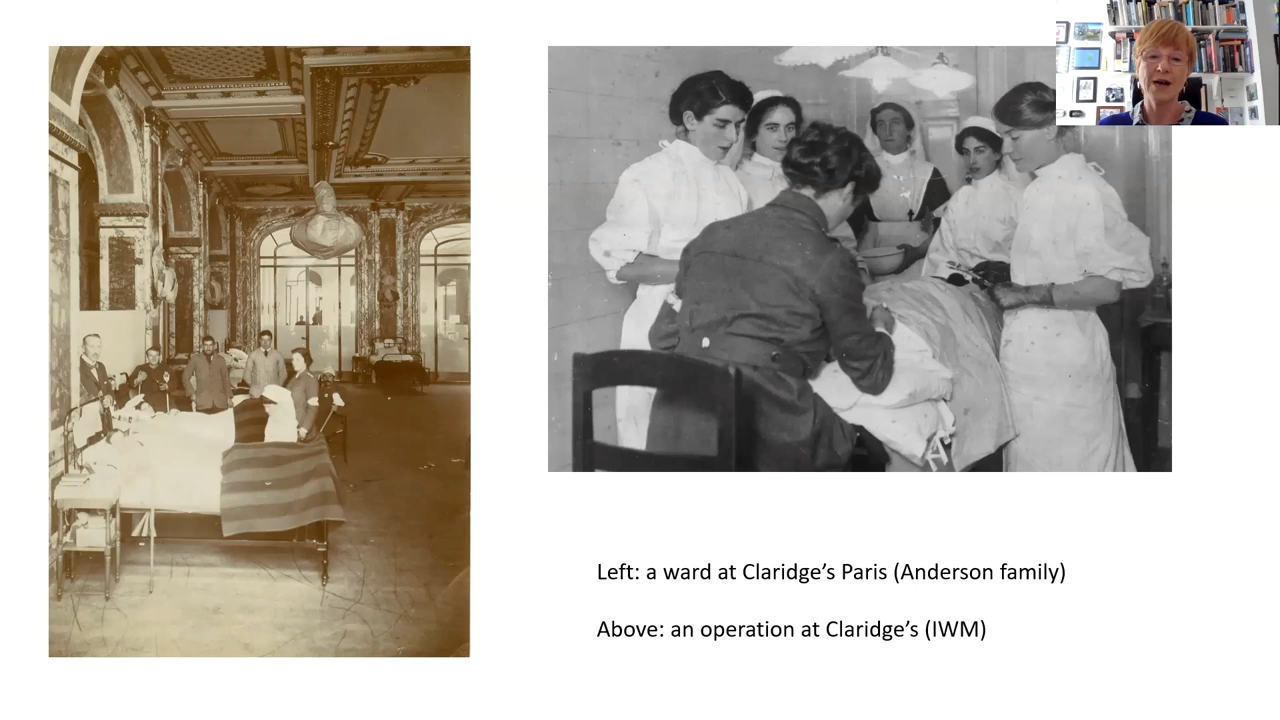 Left: a ward at Claridge’s Paris (Anderson family)
Above: an operation at Claridge’s (IWM)